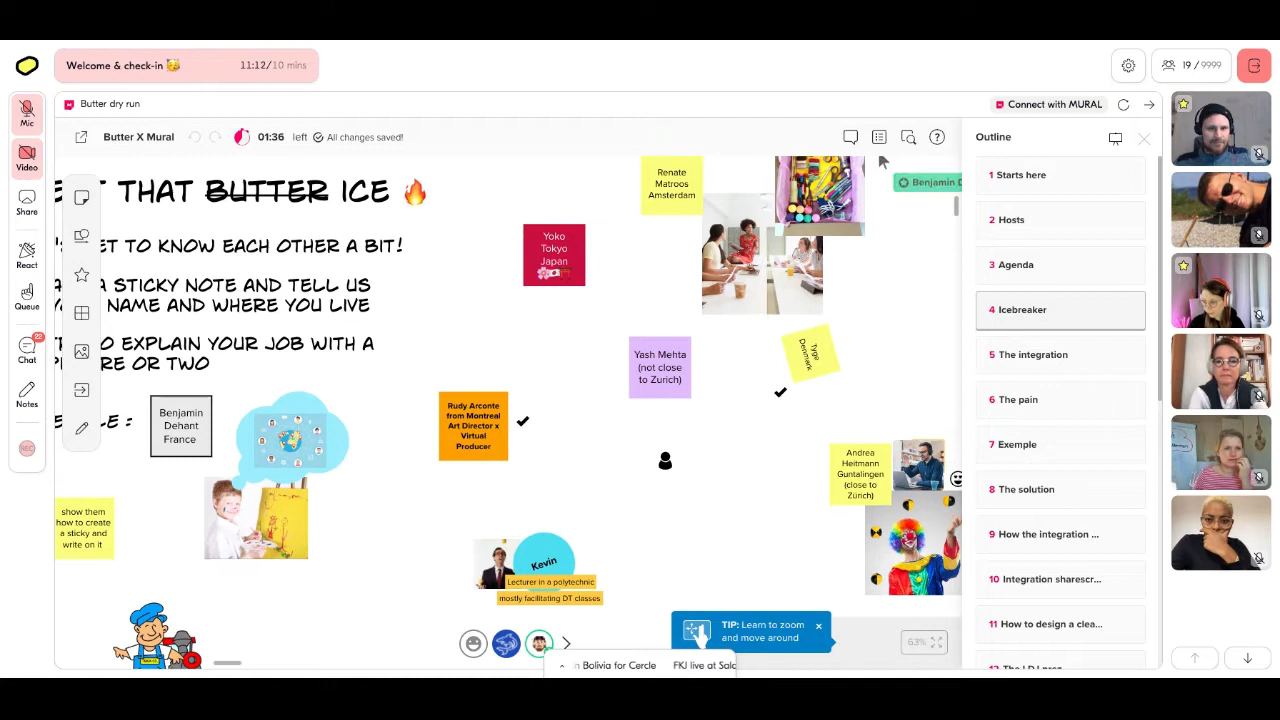 Welcome & check-in 🥰 11:12/10 mins
19 / 9999
Mic
Video
Share
React
Queue
22
Chat
Notes
REC
Butter dry run
Connect with MURAL
Butter X Mural
01:36 left All changes saved!
THAT BUTTER ICE 🔥
ET TO KNOW EACH OTHER A BIT!
A STICKY NOTE AND TELL US
NAME AND WHERE YOU LIVE
O EXPLAIN YOUR JOB WITH A
RE OR TWO
Benjamin
Dehant
France
show them
how to create
a sticky and
write on it
Renate
Matroos
Amsterdam
Yoko
Tokyo
Japan
Yash Mehta
(not close
to Zurich)
Tyge
Denmark
Rudy Arconte
from Montreal
Art Director x
Virtual
Producer
Andrea
Heitmann
Guntalingen
(close to
Zürich)
Kevin
Lecturer in a polytechnic
mostly facilitating DT classes
Benjamin D
TIP: Learn to zoom
and move around
63%
n Bolivia for Cercle FKJ live at Sala
Outline
1 Starts here
2 Hosts
3 Agenda
4 Icebreaker
5 The integration
6 The pain
7 Exemple
8 The solution
9 How the integration ...
10 Integration sharescr...
11 How to design a clea...